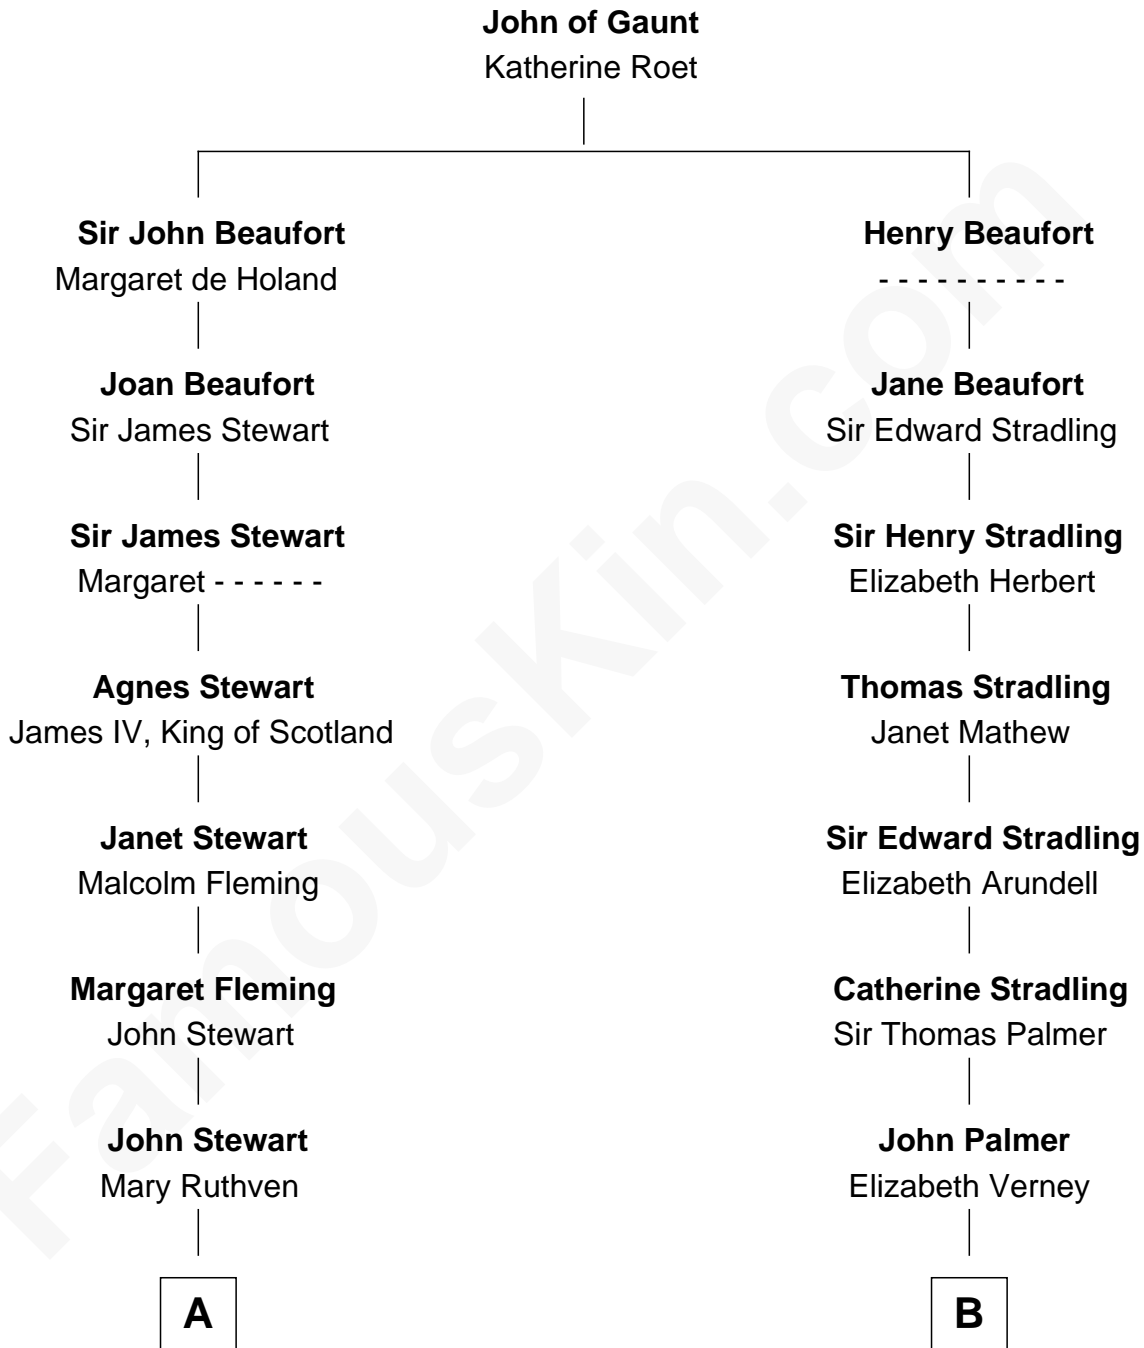 John of Gaunt
Katherine Roet
Sir John Beaufort
Margaret de Holand
Joan Beaufort
Sir James Stewart
Sir James Stewart
Margaret - - - - - -
Agnes Stewart
James IV, King of Scotland
Janet Stewart
Malcolm Fleming
Margaret Fleming
John Stewart
John Stewart
Mary Ruthven
A
Henry Beaufort
- - - - - - - - - -
Jane Beaufort
Sir Edward Stradling
Sir Henry Stradling
Elizabeth Herbert
Thomas Stradling
Janet Mathew
Sir Edward Stradling
Elizabeth Arundell
Catherine Stradling
Sir Thomas Palmer
John Palmer
Elizabeth Verney
B
FamousKin.com